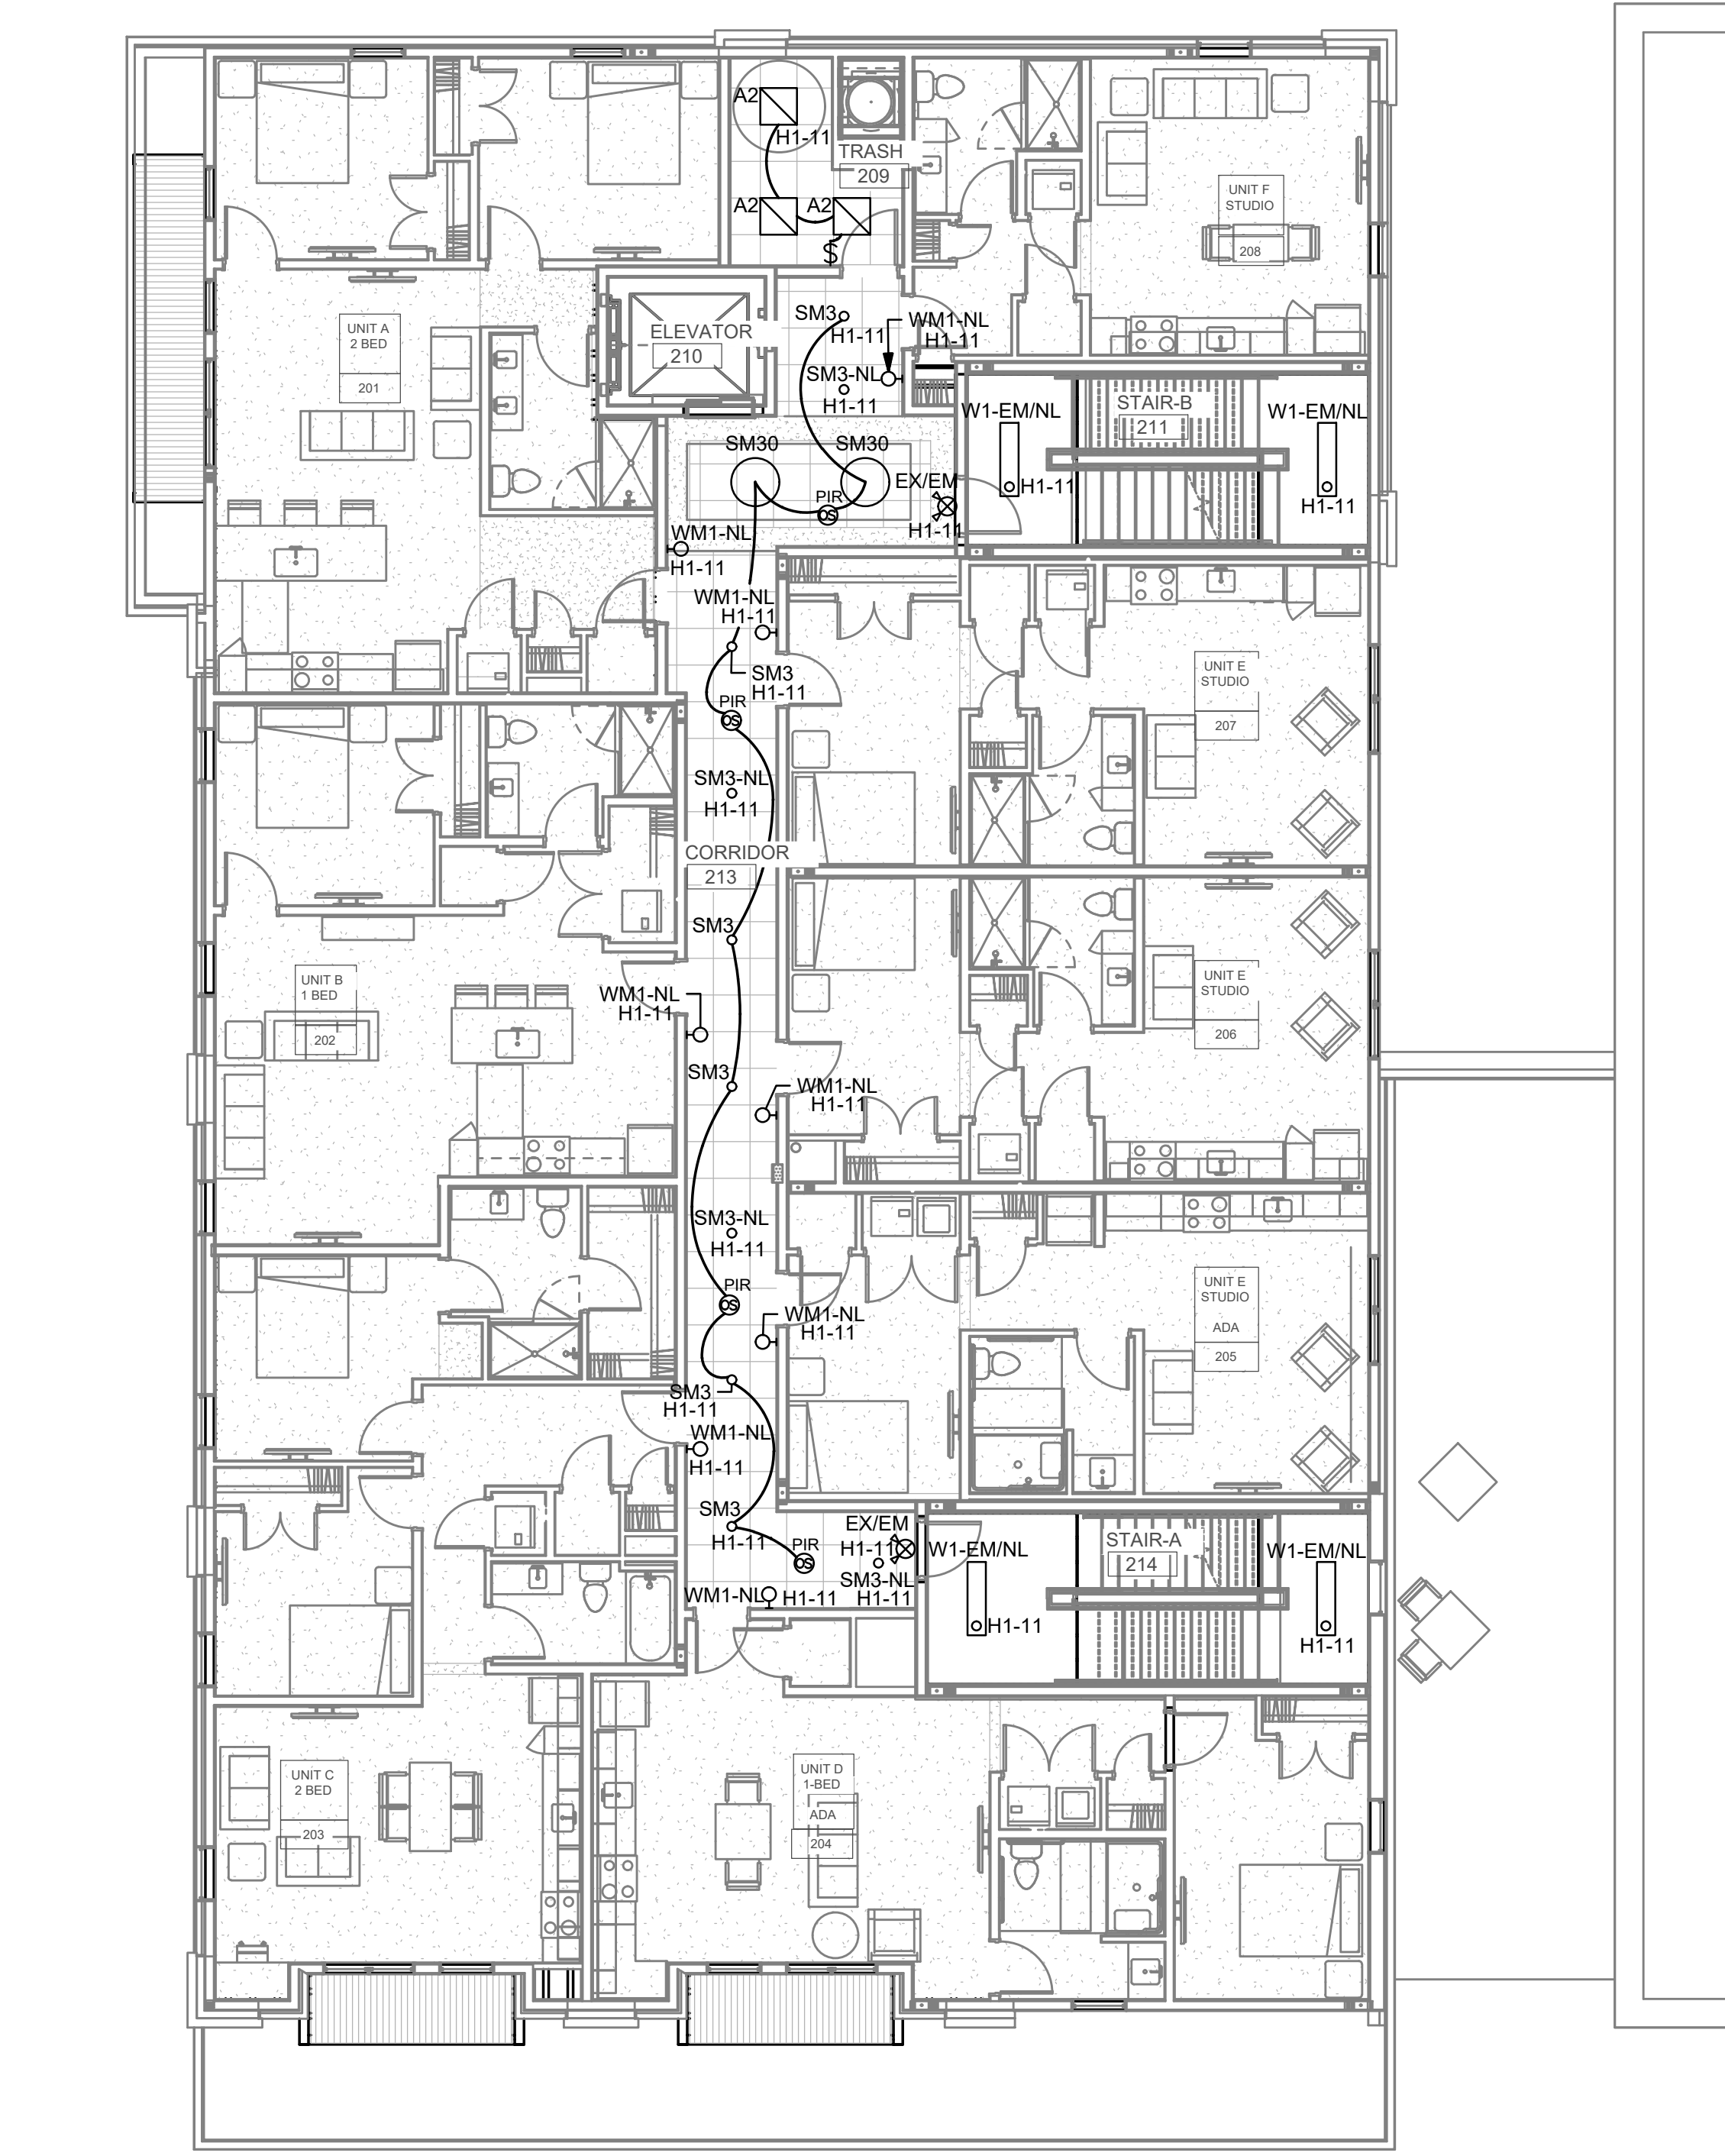 A2
H1-11
TRASH
209
A2
A2
$
UNIT F
STUDIO
208
UNIT A
2 BED
201
ELEVATOR
210
SM3
H1-11
WM1-NL
H1-11
SM3-NL
H1-11
W1-EM/NL
H1-11
STAIR-B
211
W1-EM/NL
H1-11
SM30
SM30
PIR
OS
EX/EM
H1-11
WM1-NL
H1-11
WM1-NL
H1-11
SM3
H1-11
PIR
OS
UNIT E
STUDIO
207
SM3-NL
H1-11
CORRIDOR
213
SM3
UNIT B
1 BED
202
WM1-NL
H1-11
UNIT E
STUDIO
206
SM3
WM1-NL
H1-11
SM3-NL
H1-11
PIR
OS
WM1-NL
H1-11
UNIT E
STUDIO
ADA
205
SM3
H1-11
WM1-NL
H1-11
SM3
H1-11
PIR
OS
EX/EM
H1-11
SM3-NL
H1-11
WM1-NL
H1-11
W1-EM/NL
H1-11
STAIR-A
214
W1-EM/NL
H1-11
UNIT C
2 BED
203
UNIT D
1-BED
ADA
204